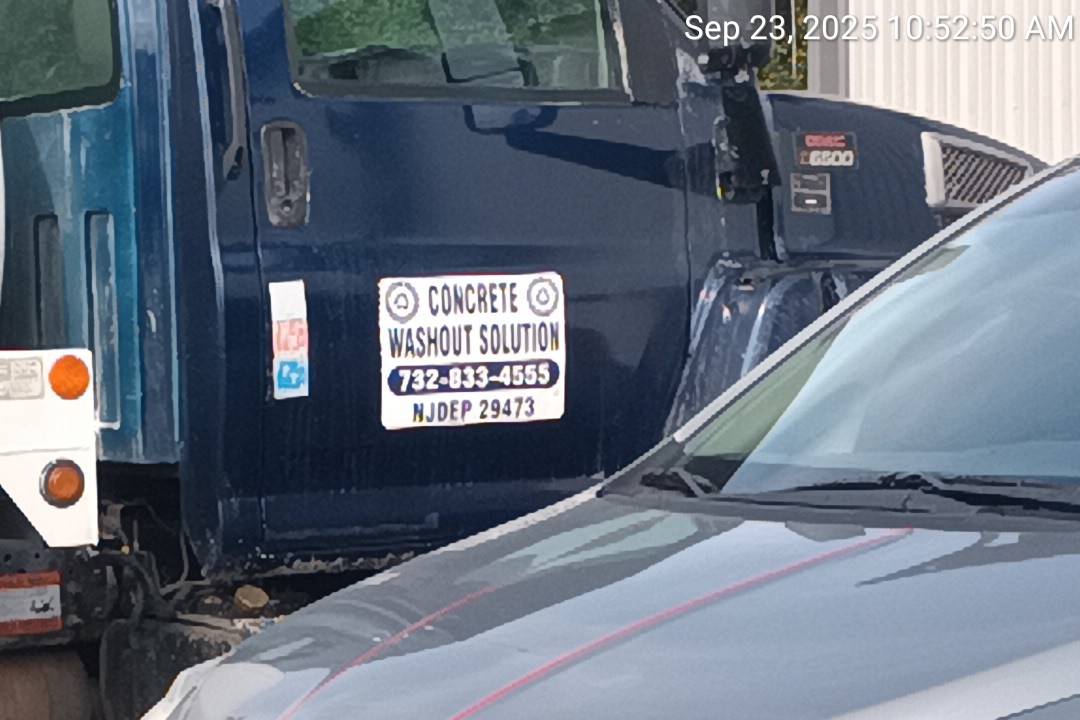 Sep 23, 2025 10:52:50 AM
GMC
C6500
CONCRETE
WASHOUT SOLUTION
732-833-4555
NJDEP 29473